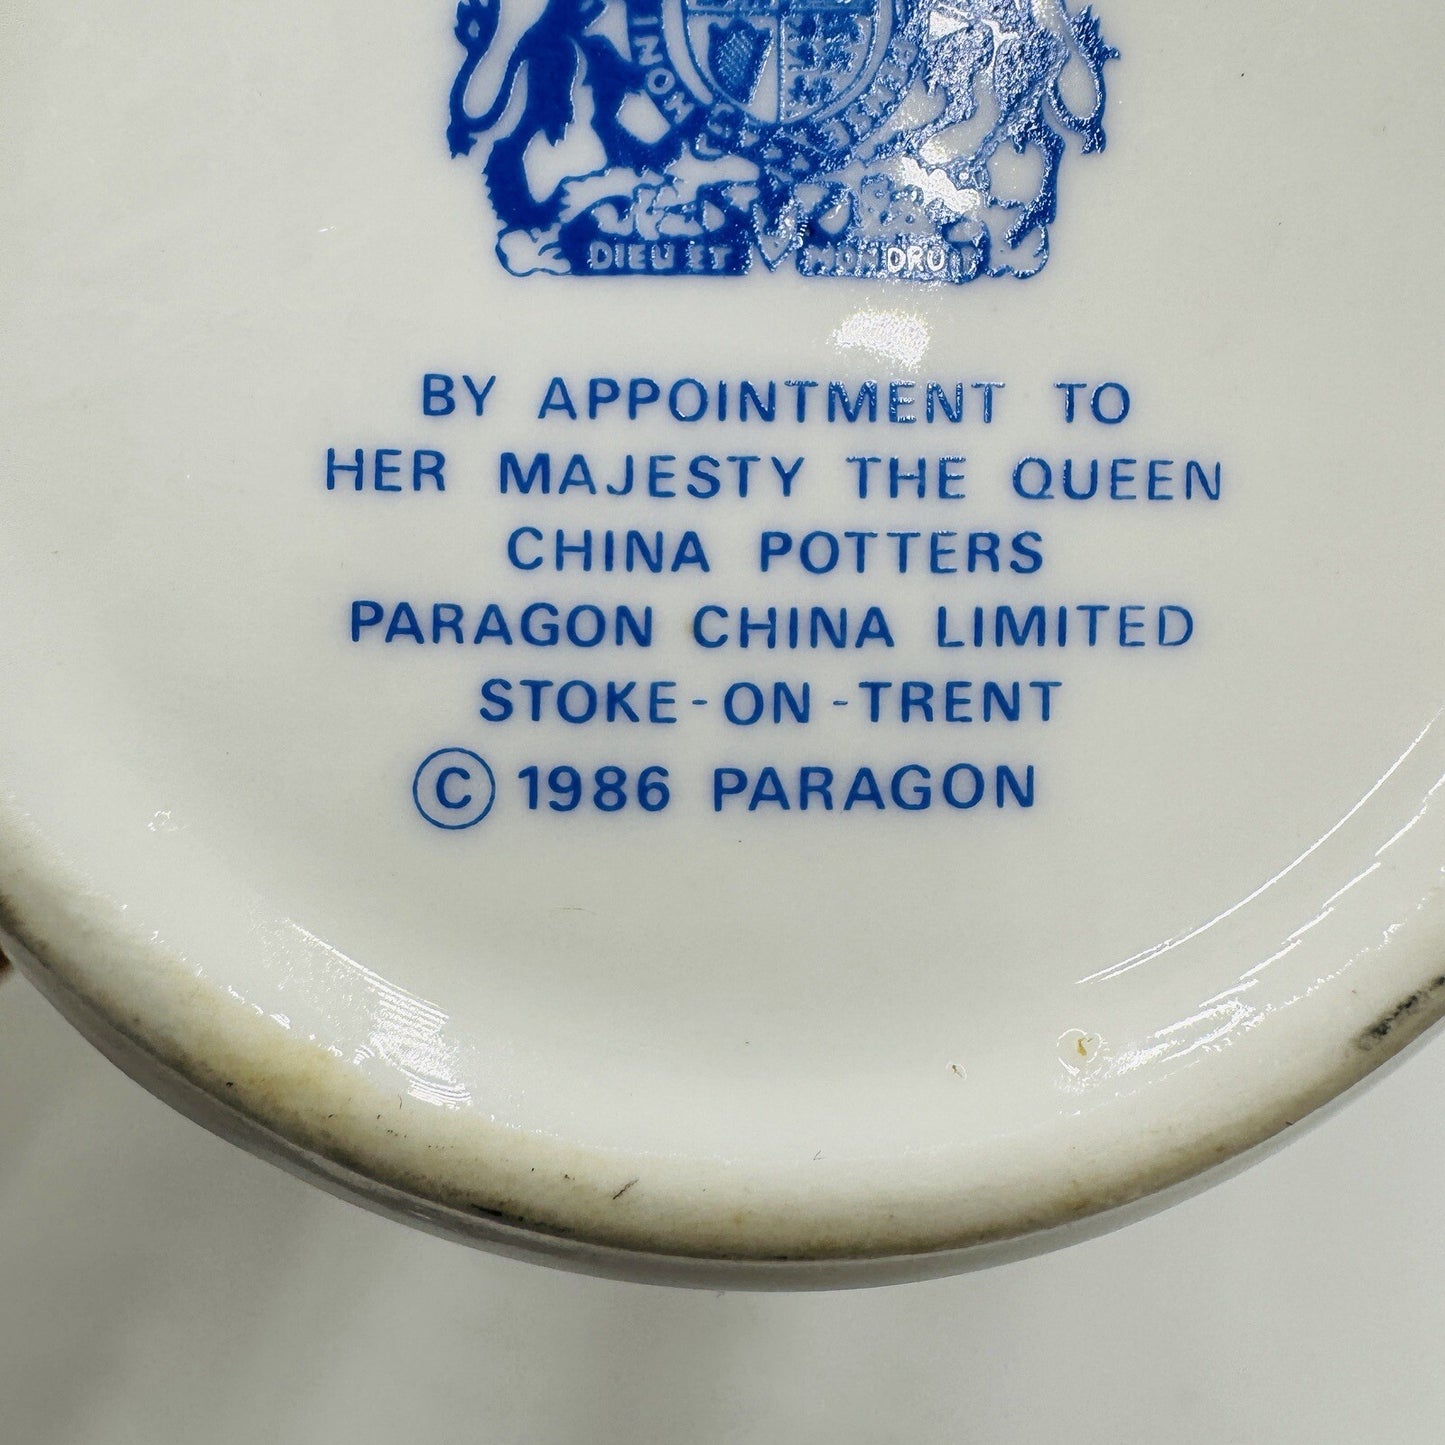 DIEU ET MON DROIT
BY APPOINTMENT TO
HER MAJESTY THE QUEEN
CHINA POTTERS
PARAGON CHINA LIMITED
STOKE-ON-TRENT
© 1986 PARAGON